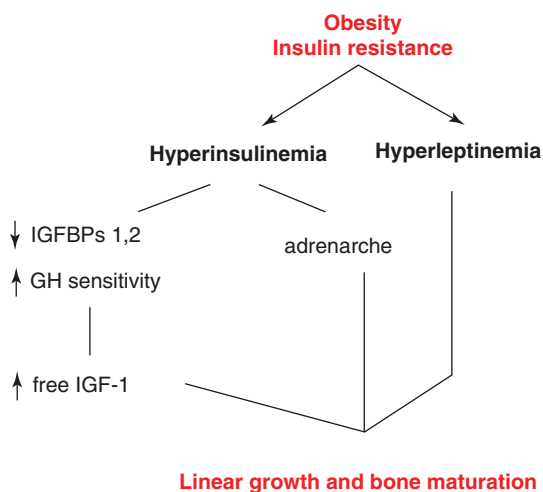 Obesity
Insulin resistance
Hyperinsulinemia
Hyperleptinemia
↓ IGFBPs 1,2
adrenarche
↑ GH sensitivity
↑ free IGF-1
Linear growth and bone maturation